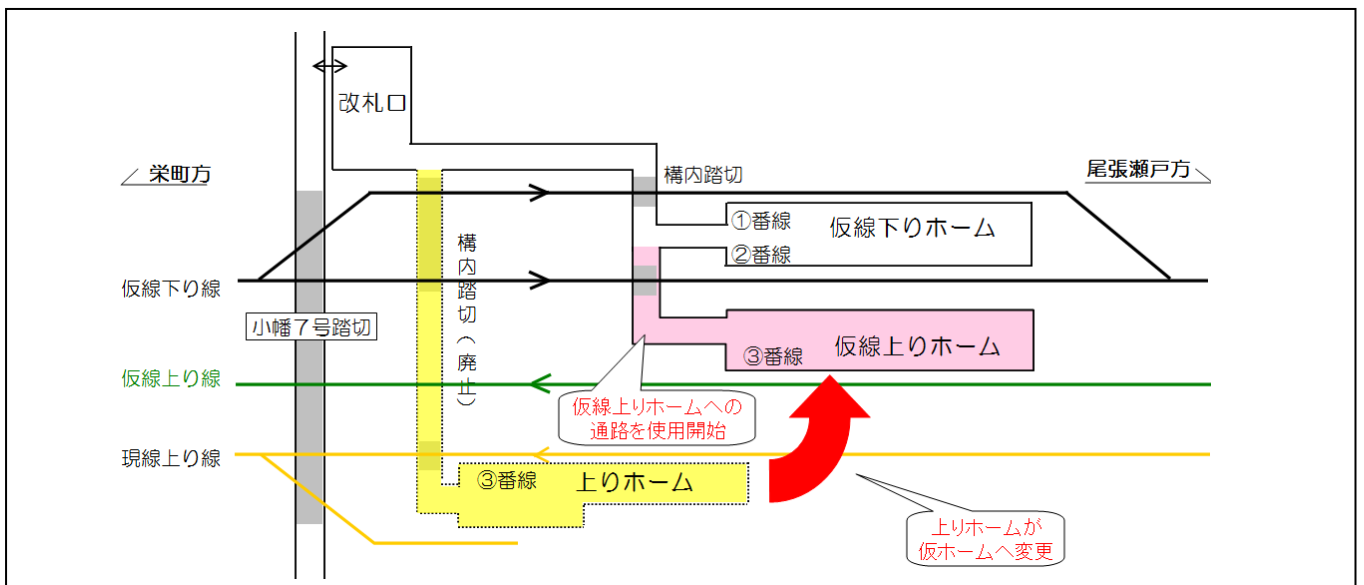 改札口
栄町方
構内踏切
尾張瀬戸方
①番線
仮線下りホーム
②番線
構内踏切（廃止）
仮線下り線
小幡７号踏切
仮線上りホーム
③番線
仮線上り線
仮線上りホームへの
通路を使用開始
現線上り線
③番線
上りホーム
上りホームが
仮ホームへ変更